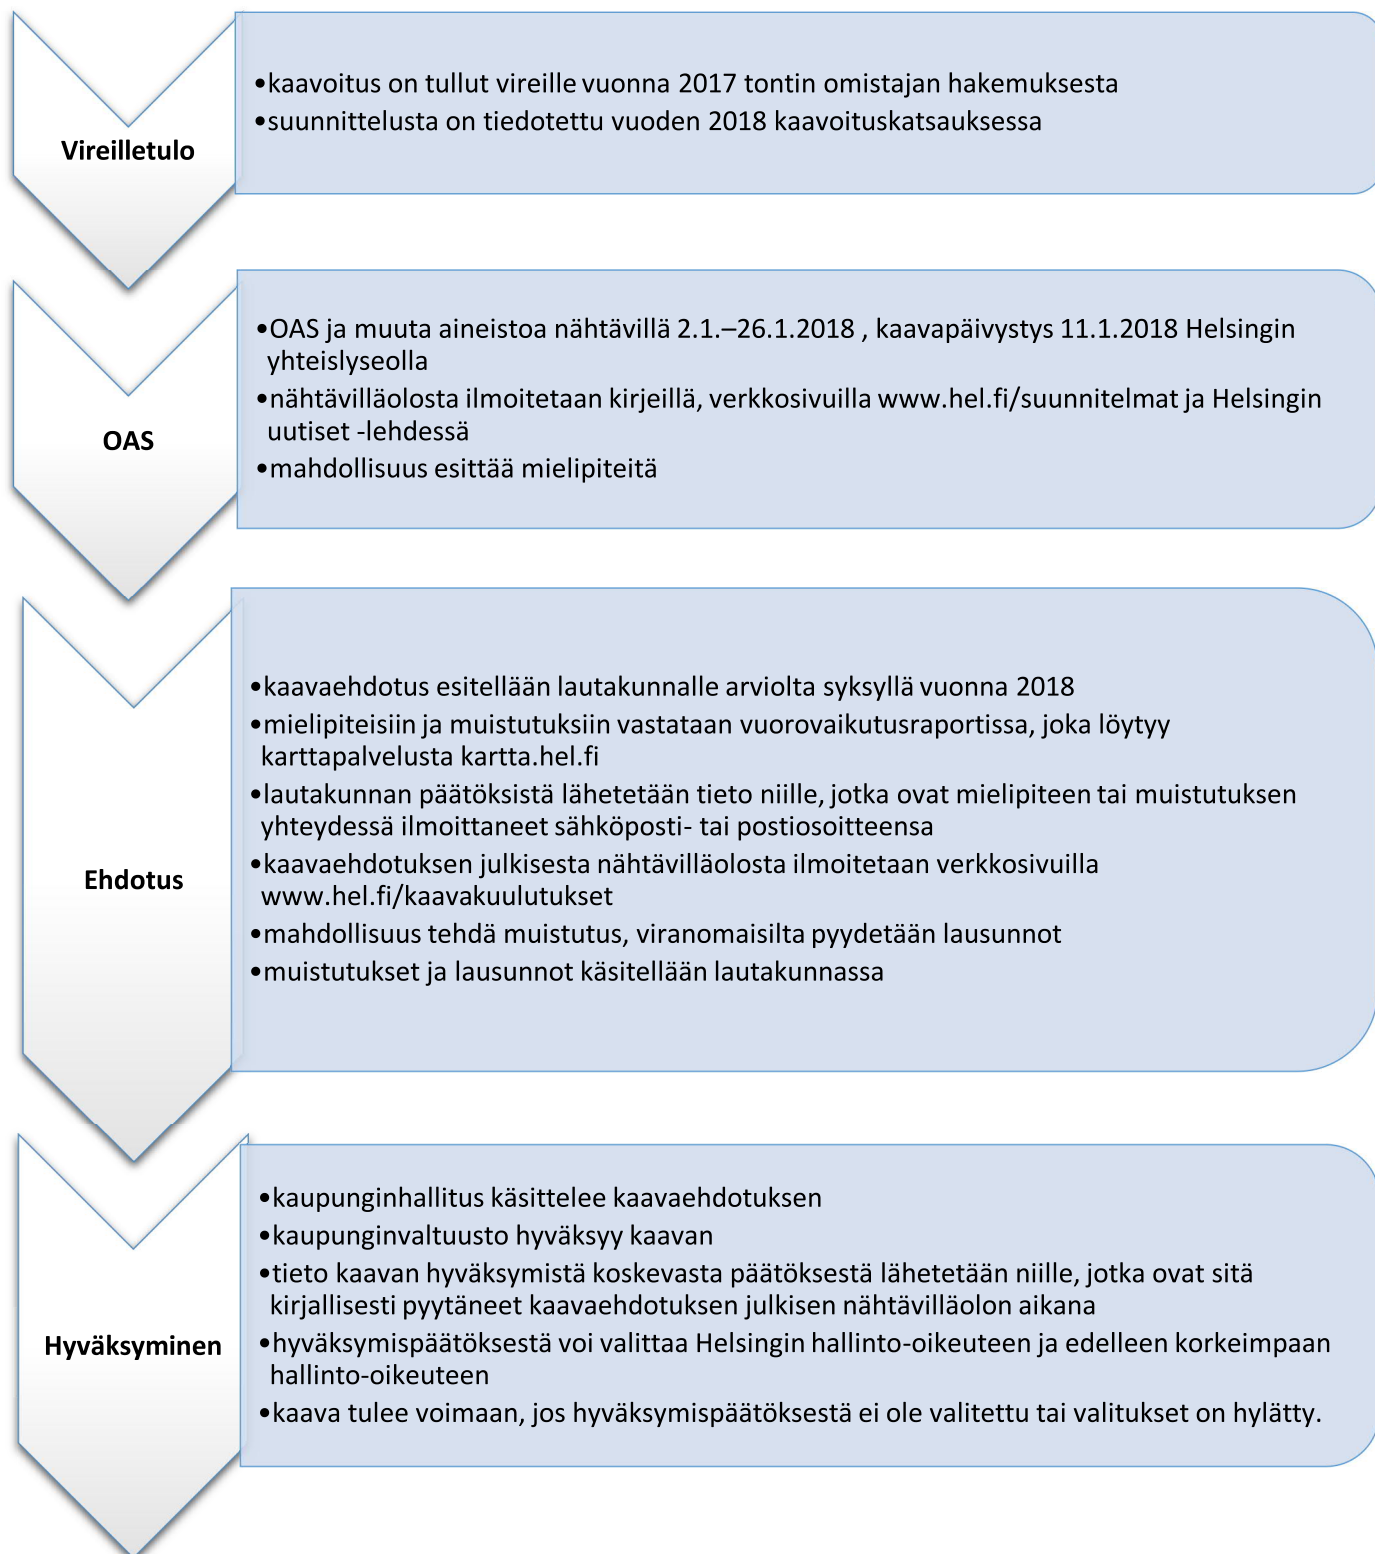 Vireilletulo
•kaavoitus on tullut vireille vuonna 2017 tontin omistajan hakemuksesta
•suunnittelusta on tiedotettu vuoden 2018 kaavoituskatsauksessa
OAS
•OAS ja muuta aineistoa nähtävillä 2.1.–26.1.2018 , kaavapäivystys 11.1.2018 Helsingin
yhteislyseolla
•nähtävilläolosta ilmoitetaan kirjeillä, verkkosivuilla www.hel.fi/suunnitelmat ja Helsingin
uutiset -lehdessä
•mahdollisuus esittää mielipiteitä
Ehdotus
•kaavaehdotus esitellään lautakunnalle arviolta syksyllä vuonna 2018
•mielipiteisiin ja muistutuksiin vastataan vuorovaikutusraportissa, joka löytyy
karttapalvelusta kartta.hel.fi
•lautakunnan päätöksistä lähetetään tieto niille, jotka ovat mielipiteen tai muistutuksen
yhteydessä ilmoittaneet sähköposti- tai postiosoitteensa
•kaavaehdotuksen julkisesta nähtävilläolosta ilmoitetaan verkkosivuilla
www.hel.fi/kaavakuulutukset
•mahdollisuus tehdä muistutus, viranomaisilta pyydetään lausunnot
•muistutukset ja lausunnot käsitellään lautakunnassa
Hyväksyminen
•kaupunginhallitus käsittelee kaavaehdotuksen
•kaupunginvaltuusto hyväksyy kaavan
•tieto kaavan hyväksymistä koskevasta päätöksestä lähetetään niille, jotka ovat sitä
kirjallisesti pyytäneet kaavaehdotuksen julkisen nähtävilläolon aikana
•hyväksymispäätöksestä voi valittaa Helsingin hallinto-oikeuteen ja edelleen korkeimpaan
hallinto-oikeuteen
•kaava tulee voimaan, jos hyväksymispäätöksestä ei ole valitettu tai valitukset on hylätty.